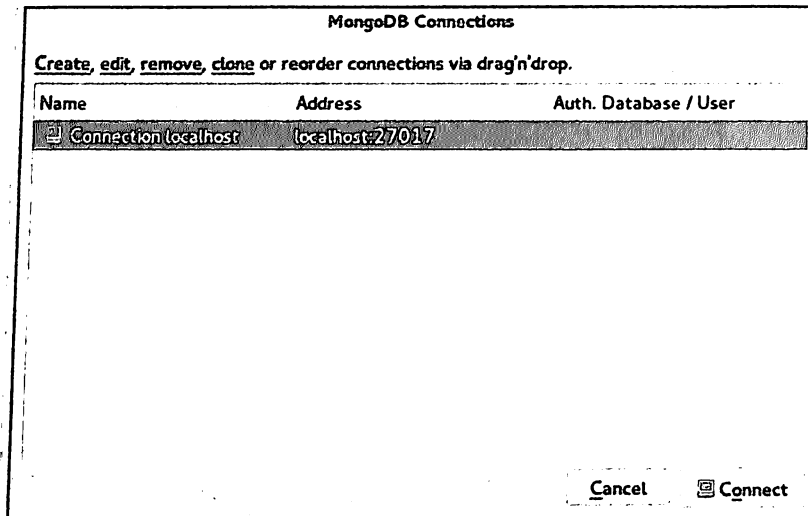 MongoDB Connections
Create, edit, remove, clone or reorder connections via drag'n'drop.
Name Address Auth. Database / User
Connection localhost localhost:27017
Cancel Connect